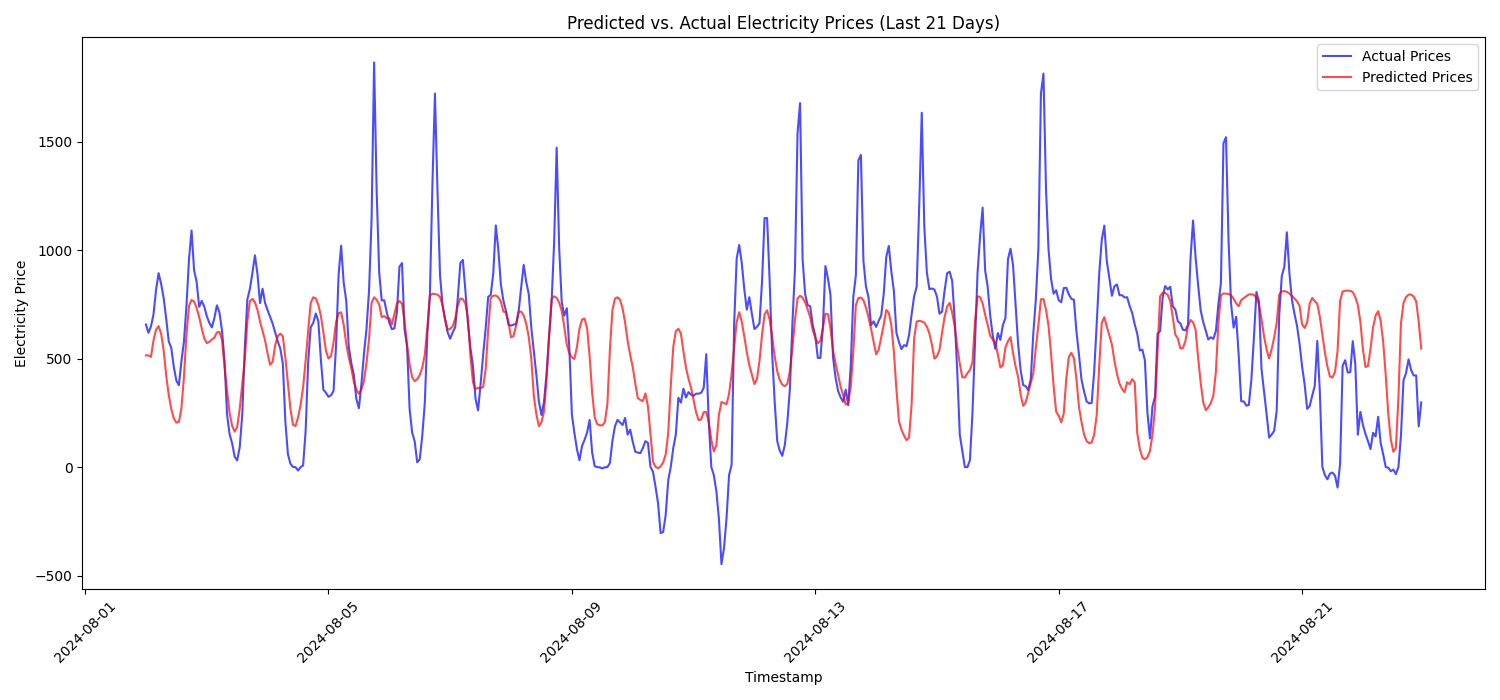 Predicted vs. Actual Electricity Prices (Last 21 Days)
Actual Prices
Predicted Prices
Electricity Price
1500
1000
500
0
−500
2024-08-01
2024-08-05
2024-08-09
2024-08-13
2024-08-17
2024-08-21
Timestamp